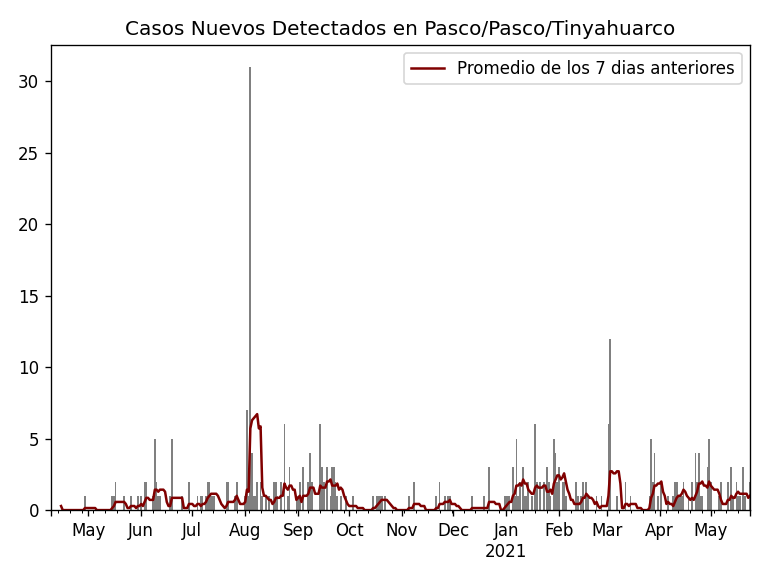 Casos Nuevos Detectados en Pasco/Pasco/Tinyahuarco
Promedio de los 7 dias anteriores
30
25
20
15
10
5
0
May Jun Jul Aug Sep Oct Nov Dec Jan Feb Mar Apr May
2021